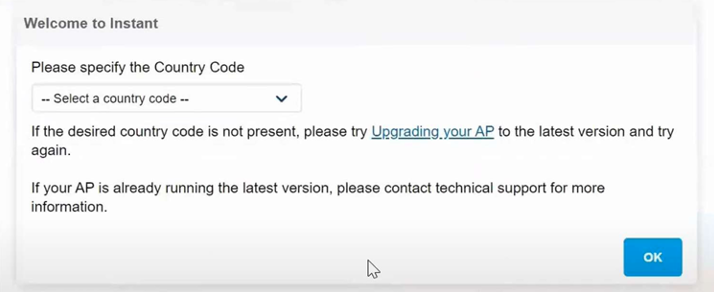 Welcome to Instant
Please specify the Country Code
-- Select a country code --
If the desired country code is not present, please try Upgrading your AP to the latest version and try
again.
If your AP is already running the latest version, please contact technical support for more
information.
OK